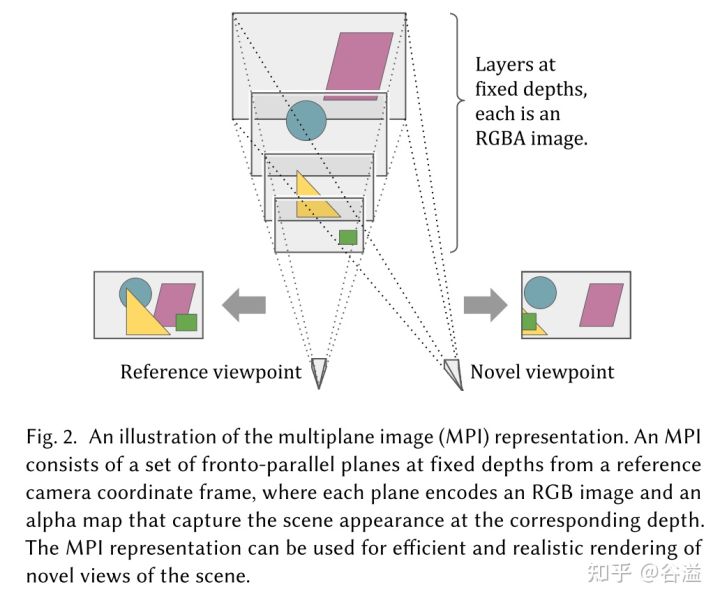 Layers at
fixed depths,
each is an
RGBA image.
Reference viewpoint
Novel viewpoint
Fig. 2. An illustration of the multiplane image (MPI) representation. An MPI
consists of a set of fronto-parallel planes at fixed depths from a reference
camera coordinate frame, where each plane encodes an RGB image and an
alpha map that capture the scene appearance at the corresponding depth.
The MPI representation can be used for efficient and realistic rendering of
novel views of the scene.
知乎 @谷溢